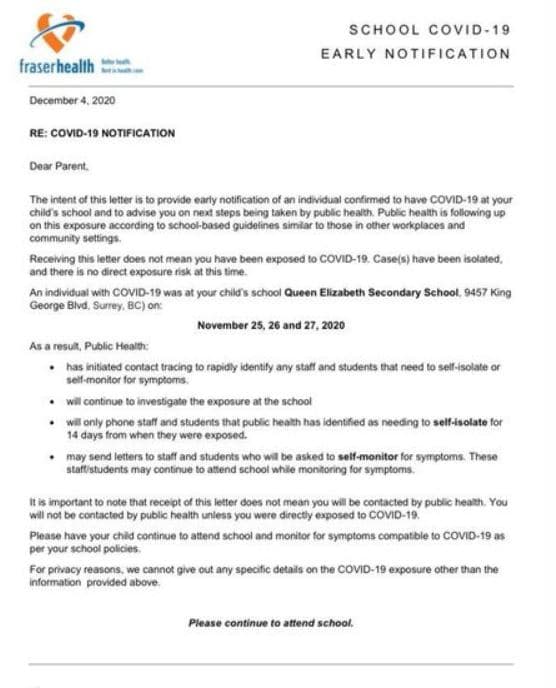 SCHOOL COVID-19
EARLY NOTIFICATION
fraserhealth
Better health.
Best in health care.
December 4, 2020
RE: COVID-19 NOTIFICATION
Dear Parent,
The intent of this letter is to provide early notification of an individual confirmed to have COVID-19 at your
child's school and to advise you on next steps being taken by public health. Public health is following up
on this exposure according to school-based guidelines similar to those in other workplaces and
community settings.
Receiving this letter does not mean you have been exposed to COVID-19. Case(s) have been isolated,
and there is no direct exposure risk at this time.
An individual with COVID-19 was at your child's school Queen Elizabeth Secondary School, 9457 King
George Blvd, Surrey, BC) on:
November 25, 26 and 27, 2020
As a result, Public Health:
• has initiated contact tracing to rapidly identify any staff and students that need to self-isolate or
self-monitor for symptoms.
• will continue to investigate the exposure at the school
• will only phone staff and students that public health has identified as needing to self-isolate for
14 days from when they were exposed.
• may send letters to staff and students who will be asked to self-monitor for symptoms. These
staff/students may continue to attend school while monitoring for symptoms.
It is important to note that receipt of this letter does not mean you will be contacted by public health. You
will not be contacted by public health unless you were directly exposed to COVID-19.
Please have your child continue to attend school and monitor for symptoms compatible to COVID-19 as
per your school policies.
For privacy reasons, we cannot give out any specific details on the COVID-19 exposure other than the
information provided above.
Please continue to attend school.